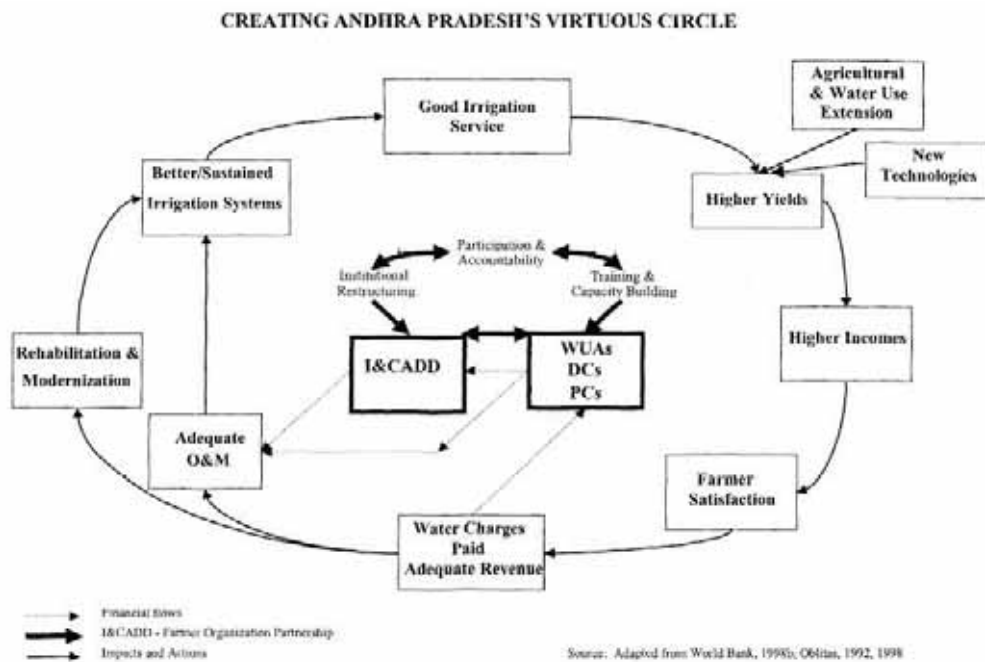 CREATING ANDHRA PRADESH'S VIRTUOUS CIRCLE
Good Irrigation
Service
Agricultural
& Water Use
Extension
New
Technologies
Better/Sustained
Irrigation Systems
Higher Yields
Participation &
Accountability
Institutional
Restructuring
Training &
Capacity Building
Rehabilitation &
Modernization
I&CADD
WUAs
DCs
PCs
Higher Incomes
Adequate
O&M
Farmer
Satisfaction
Water Charges
Paid
Adequate Revenue
Financial flows
I&CADD - Farmer Organization Partnership
Impacts and Actions
Source: Adapted from World Bank, 1998b; Oblitas, 1992, 1998